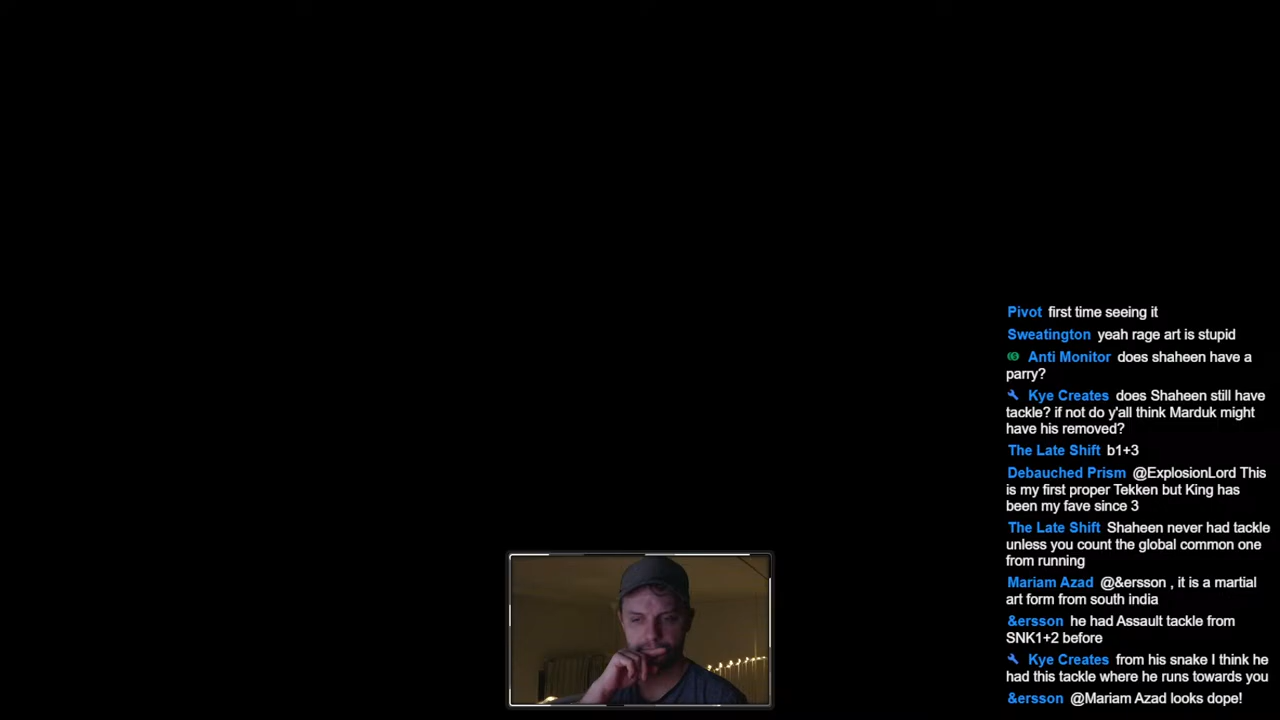 Pivot first time seeing it
Sweatington yeah rage art is stupid
Anti Monitor does shaheen have a
parry?
Kye Creates does Shaheen still have
tackle? if not do y'all think Marduk might
have his removed?
The Late Shift b1+3
Debauched Prism @ExplosionLord This
is my first proper Tekken but King has
been my fave since 3
The Late Shift Shaheen never had tackle
unless you count the global common one
from running
Mariam Azad @&ersson , it is a martial
art form from south india
&ersson he had Assault tackle from
SNK1+2 before
Kye Creates from his snake I think he
had this tackle where he runs towards you
&ersson @Mariam Azad looks dope!